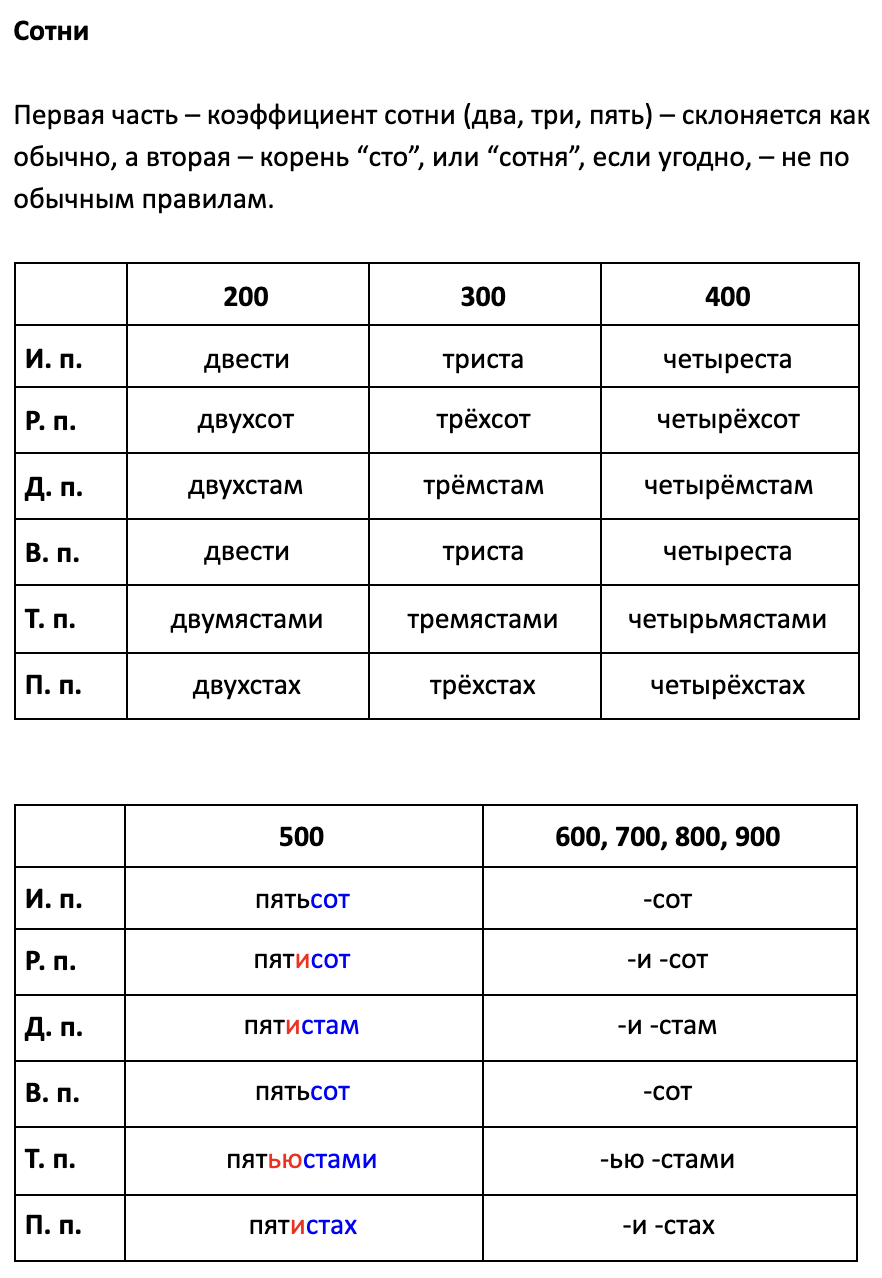 Сотни
Первая часть – коэффициент сотни (два, три, пять) – склоняется как
обычно, а вторая – корень “сто”, или “сотня”, если угодно, – не по
обычным правилам.
200 300 400
И. п. двести триста четыреста
Р. п. двухсот трёхсот четырёхсот
Д. п. двухстам трёмстам четырёмстам
В. п. двести триста четыреста
Т. п. двумястами тремястами четырьмястами
П. п. двухстах трёхстах четырёхстах
500 600, 700, 800, 900
И. п. пятьсот -сот
Р. п. пятисот -и -сот
Д. п. пятистам -и -стам
В. п. пятьсот -сот
Т. п. пятьюстами -ью -стами
П. п. пятистах -и -стах